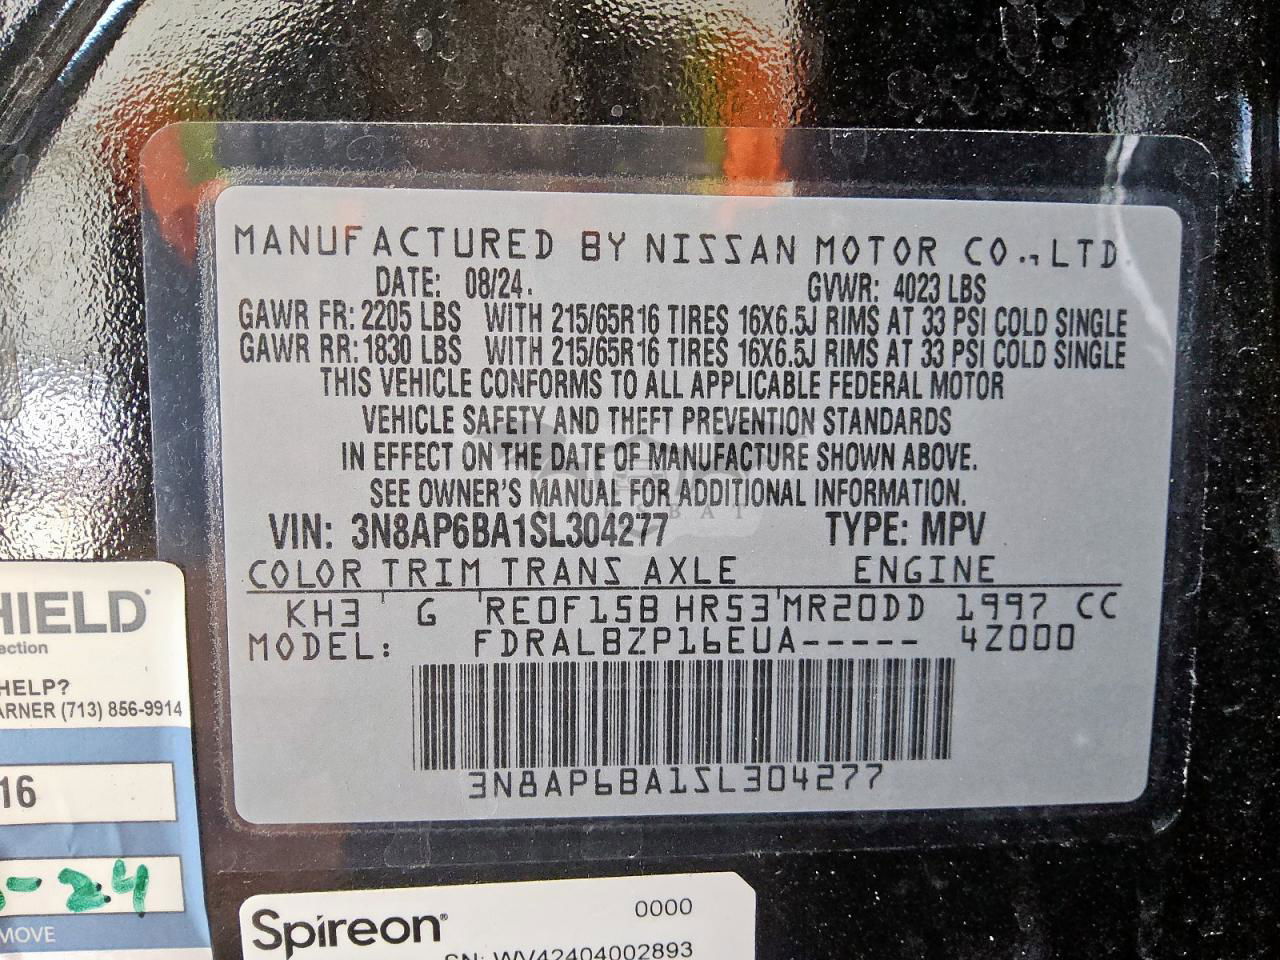 MANUFACTURED BY NISSAN MOTOR CO., LTD.
DATE: 08/24. GVWR: 4023 LBS
GAWR FR: 2205 LBS WITH 215/65R16 TIRES 16X6.5J RIMS AT 33 PSI COLD SINGLE
GAWR RR: 1830 LBS WITH 215/65R16 TIRES 16X6.5J RIMS AT 33 PSI COLD SINGLE
THIS VEHICLE CONFORMS TO ALL APPLICABLE FEDERAL MOTOR
VEHICLE SAFETY AND THEFT PREVENTION STANDARDS
IN EFFECT ON THE DATE OF MANUFACTURE SHOWN ABOVE.
SEE OWNER'S MANUAL FOR ADDITIONAL INFORMATION.
VIN: 3N8AP6BA1SL304277 TYPE: MPV
COLOR TRIM TRANS AXLE ENGINE
KH3 G RE0F15B HR53 MR20DD 1997 CC
MODEL: FDRALBZP16EUA----- 4Z000
3N8AP6BA1SL304277
HIELD
ection
HELP?
ARNER (713) 856-9914
16
-24
MOVE
Spireon® 0000
SN: WV42404002893